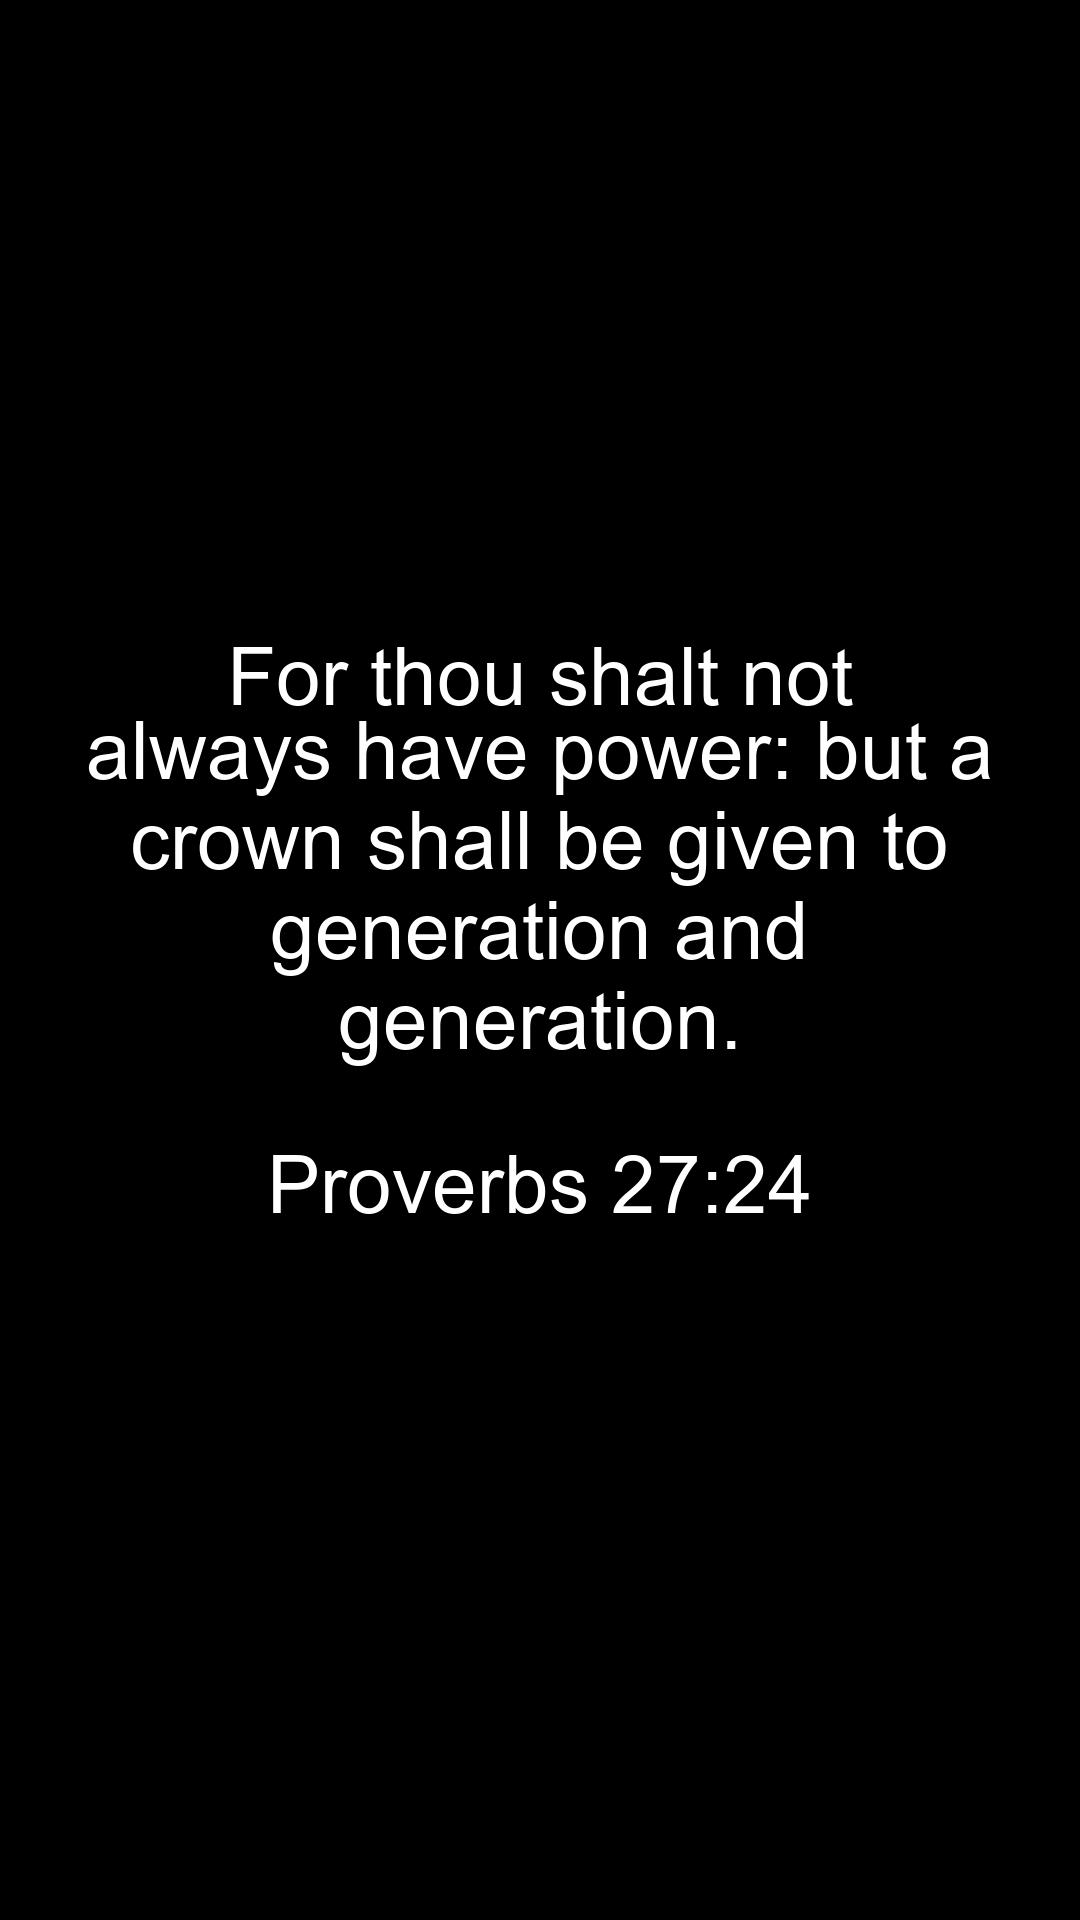 For thou shalt not
always have power: but a
crown shall be given to
generation and
generation.
Proverbs 27:24